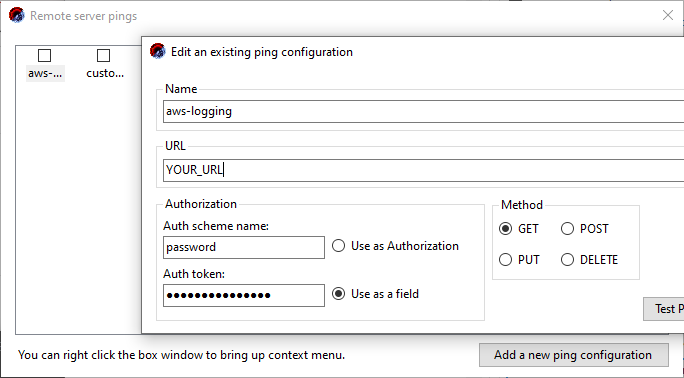 Remote server pings
aws-...
custo...
Edit an existing ping configuration
Name
aws-logging
URL
YOUR_URL
Authorization
Auth scheme name:
password
Use as Authorization
Auth token:
●●●●●●●●●●●●●●●
Use as a field
Method
GET
POST
PUT
DELETE
Test P
You can right click the box window to bring up context menu.
Add a new ping configuration